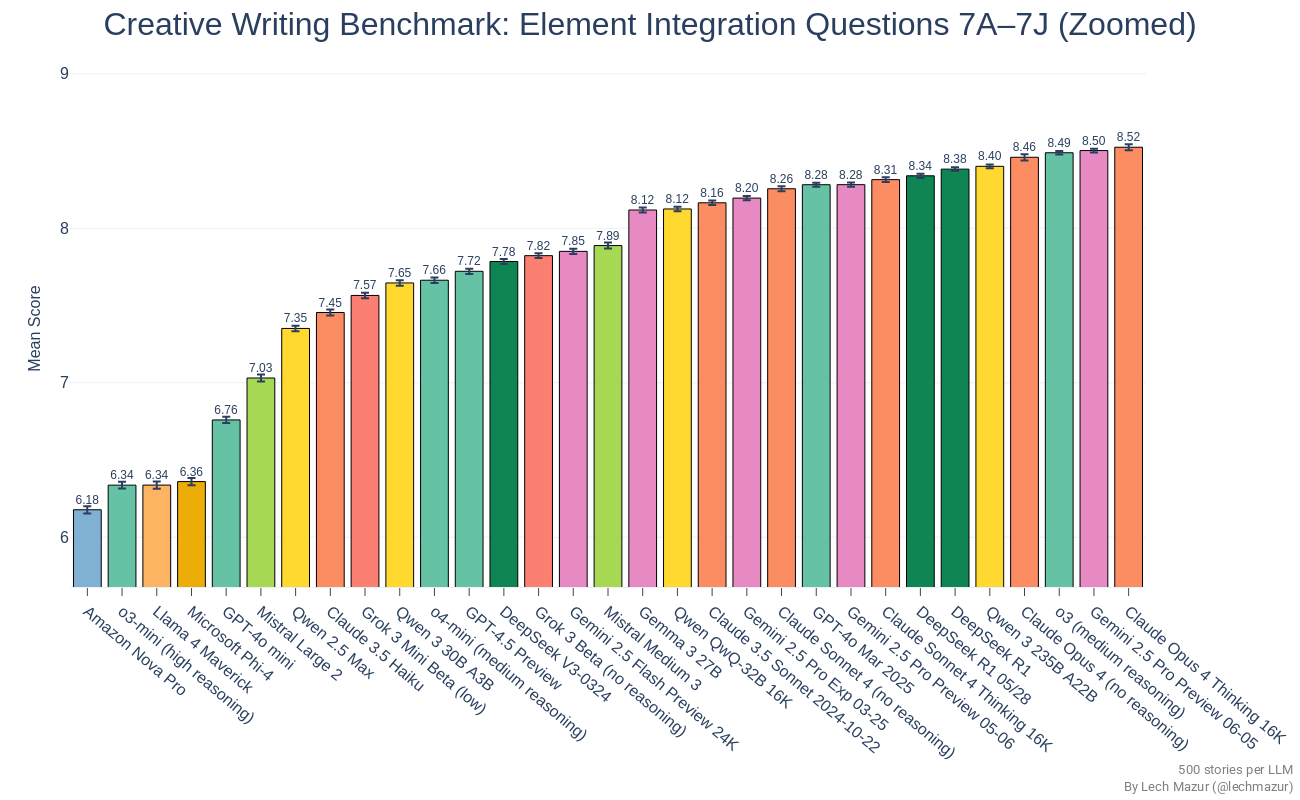 Creative Writing Benchmark: Element Integration Questions 7A–7J (Zoomed)
9
8
7
6
Mean Score
6.18
6.34
6.34
6.36
6.76
7.03
7.35
7.45
7.57
7.65
7.66
7.72
7.78
7.82
7.85
7.89
8.12
8.12
8.16
8.20
8.26
8.28
8.28
8.31
8.34
8.38
8.40
8.46
8.49
8.50
8.52
Amazon Nova Pro
o3-mini (high reasoning)
Llama 4 Maverick
Microsoft Phi-4
GPT-4o mini
Mistral Large 2
Qwen 2.5 Max
Claude 3.5 Haiku
Grok 3 Mini Beta (low)
Qwen 3 30B A3B
o4-mini (medium reasoning)
GPT-4.5 Preview
DeepSeek V3-0324
Grok 3 Beta (no reasoning)
Gemini 2.5 Flash Preview 24K
Mistral Medium 3
Gemma 3 27B
Qwen QwQ-32B 16K
Claude 3.5 Sonnet 2024-10-22
Gemini 2.5 Pro Exp 03-25
Claude Sonnet 4 (no reasoning)
GPT-4o Mar 2025
Gemini 2.5 Pro Preview 05-06
Claude Sonnet 4 Thinking 16K
DeepSeek R1 05/28
DeepSeek R1
Qwen 3 235B A22B
Claude Opus 4 (no reasoning)
o3 (medium reasoning)
Gemini 2.5 Pro Preview 06-05
Claude Opus 4 Thinking 16K
500 stories per LLM
By Lech Mazur (@lechmazur)